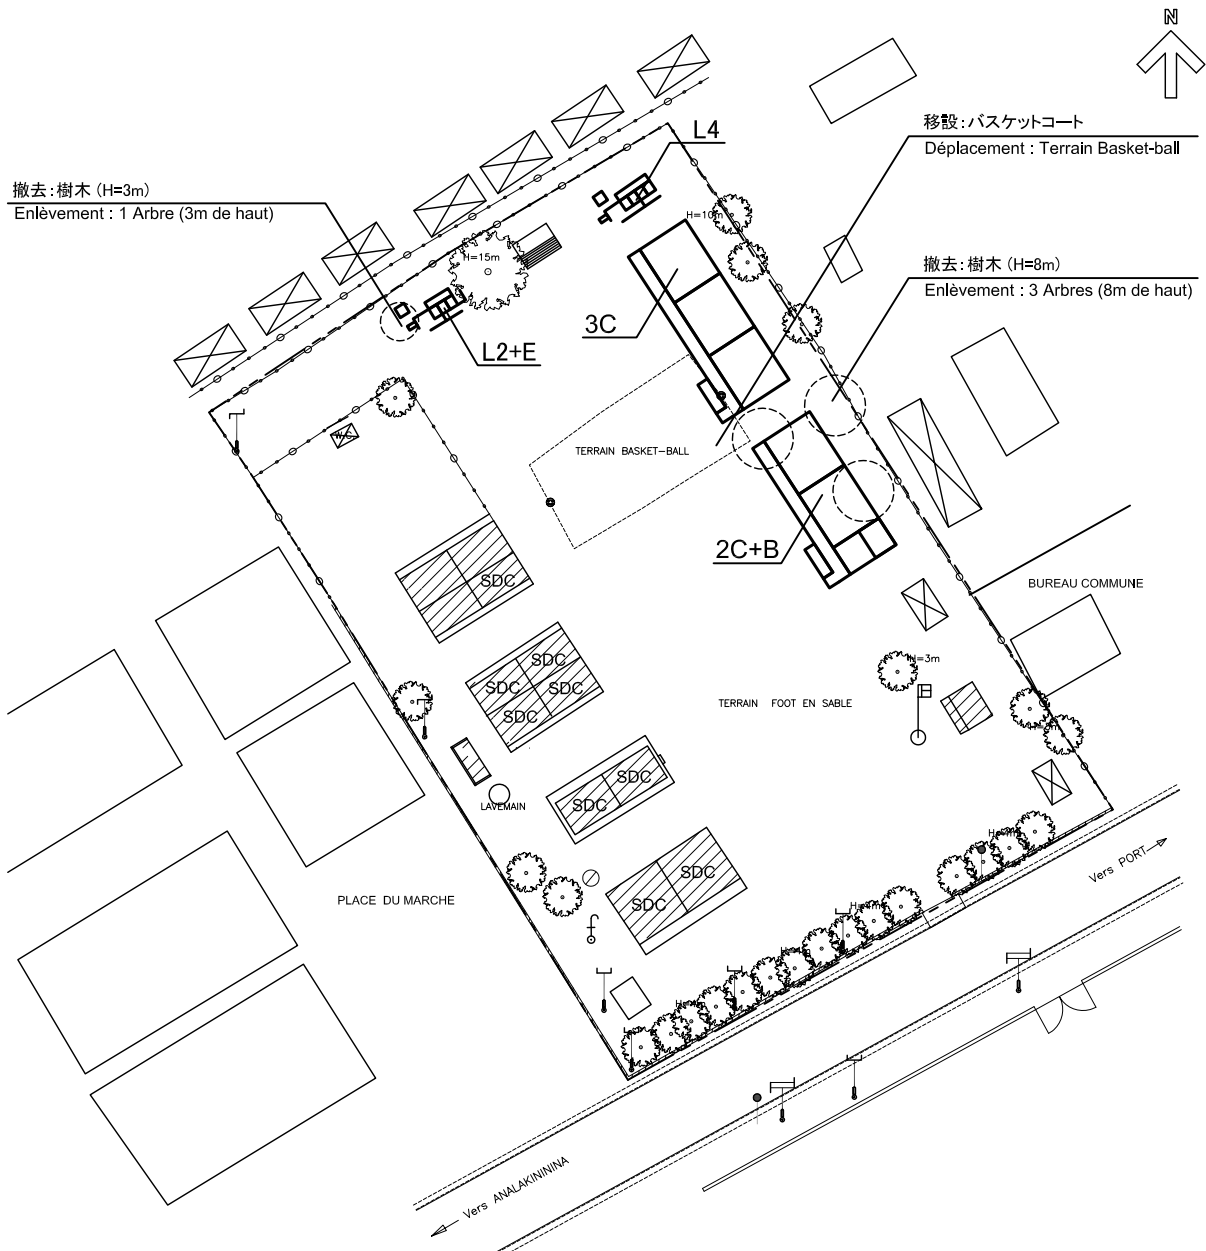 N
L4
移設:バスケットコート
Déplacement : Terrain Basket-ball
撤去:樹木 (H=3m)
Enlèvement : 1 Arbre (3m de haut)
H=10m
H=15m
撤去:樹木 (H=8m)
Enlèvement : 3 Arbres (8m de haut)
3C
L2+E
W.C
TERRAIN BASKET-BALL
2C+B
SDC
BUREAU COMMUNE
SDC
SDC
SDC
SDC
H=3m
TERRAIN FOOT EN SABLE
SDC
SDC
LAVEMAIN
SDC
SDC
PLACE DU MARCHE
Vers PORT
Vers ANALAKININA